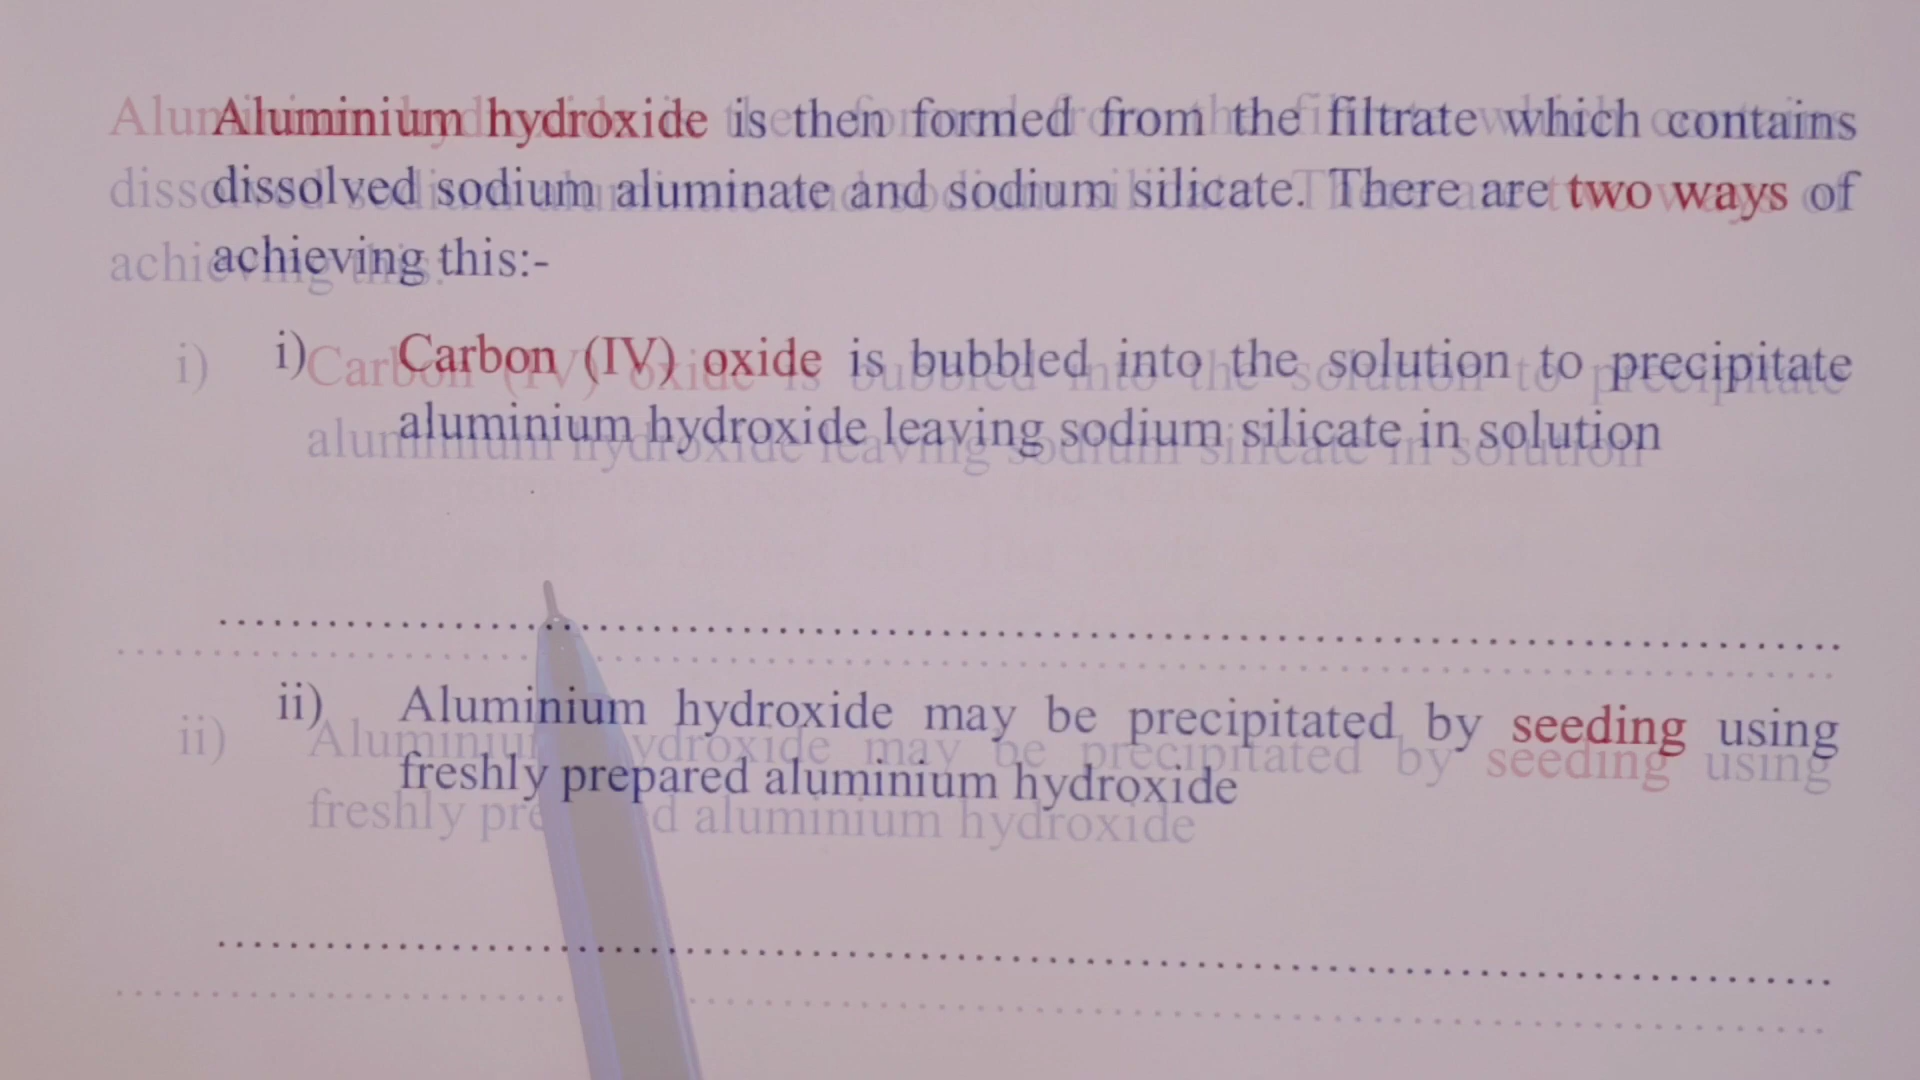 Aluminium hydroxide is then formed from the filtrate which contains
dissolved sodium aluminate and sodium silicate. There are two ways of
achieving this:-
i) Carbon (IV) oxide is bubbled into the solution to precipitate
aluminium hydroxide leaving sodium silicate in solution
ii) Aluminium hydroxide may be precipitated by seeding using
freshly prepared aluminium hydroxide